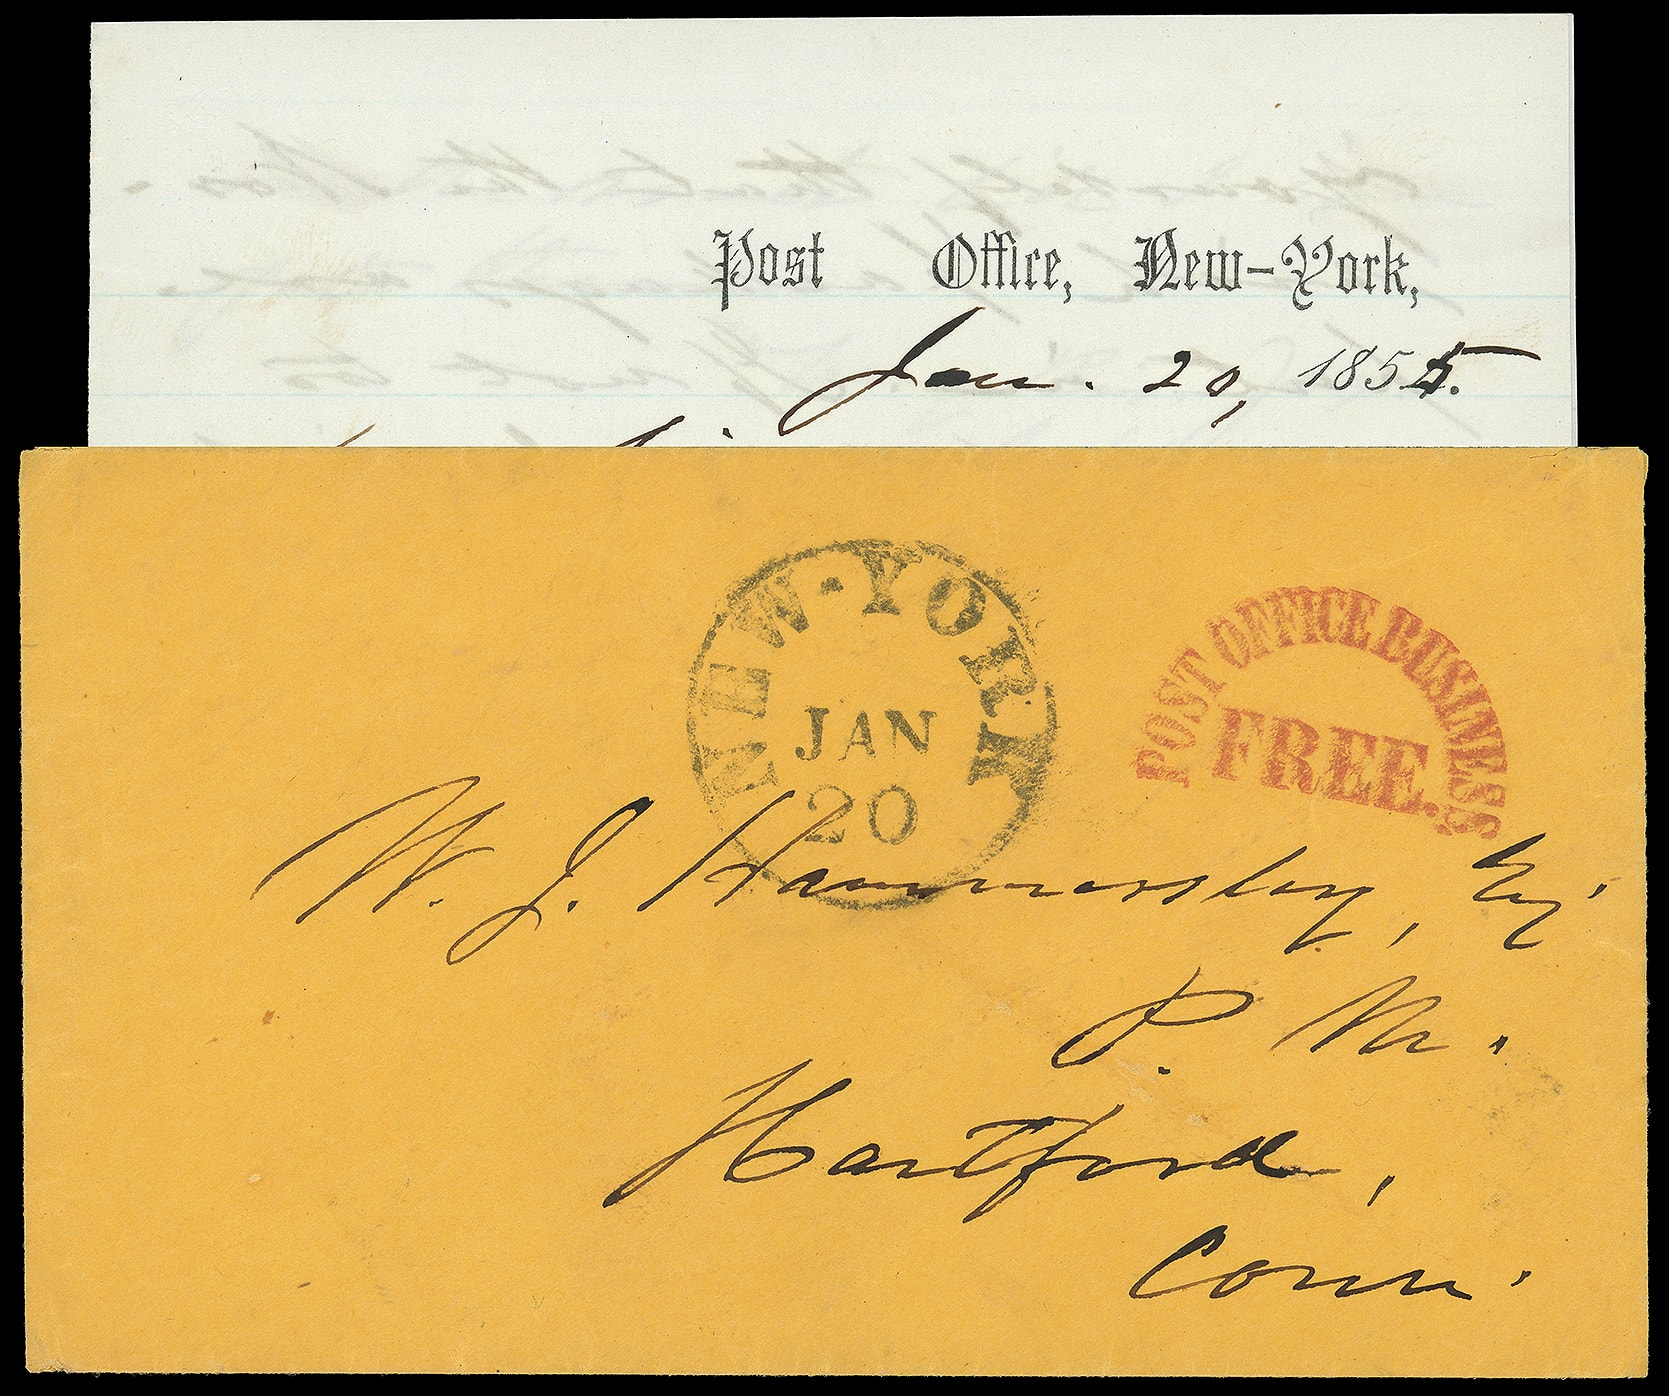 Post Office, New-York,
Jan. 20, 1855.
NEW-YORK
JAN
20
POST OFFICE BUSINESS
FREE.
W. J. Hammersley, Esq
P. M.
Hartford,
Conn.